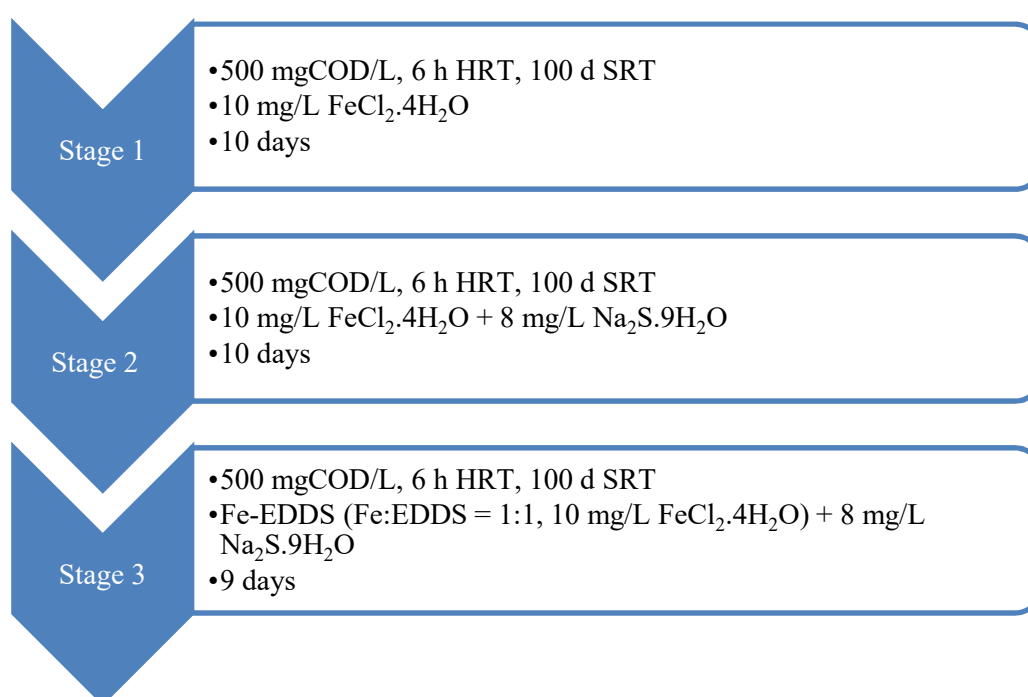 Stage 1
•500 mgCOD/L, 6 h HRT, 100 d SRT
•10 mg/L FeCl₂.4H₂O
•10 days
Stage 2
•500 mgCOD/L, 6 h HRT, 100 d SRT
•10 mg/L FeCl₂.4H₂O + 8 mg/L Na₂S.9H₂O
•10 days
Stage 3
•500 mgCOD/L, 6 h HRT, 100 d SRT
•Fe-EDDS (Fe:EDDS = 1:1, 10 mg/L FeCl₂.4H₂O) + 8 mg/L
Na₂S.9H₂O
•9 days